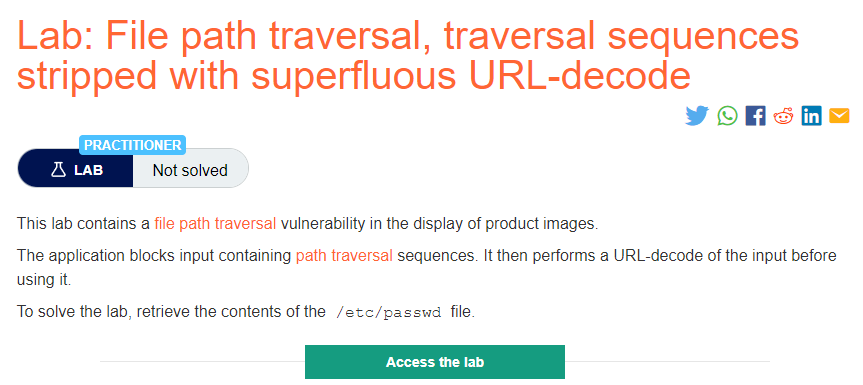 Lab: File path traversal, traversal sequences
stripped with superfluous URL-decode
PRACTITIONER
LAB
Not solved
This lab contains a file path traversal vulnerability in the display of product images.
The application blocks input containing path traversal sequences. It then performs a URL-decode of the input before
using it.
To solve the lab, retrieve the contents of the /etc/passwd file.
Access the lab